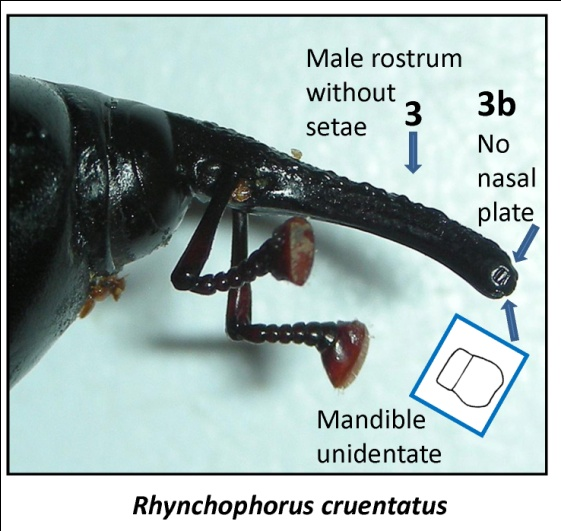 Male rostrum
without
setae
3
3b
No
nasal
plate
Mandible
unidentate
Rhynchophorus cruentatus